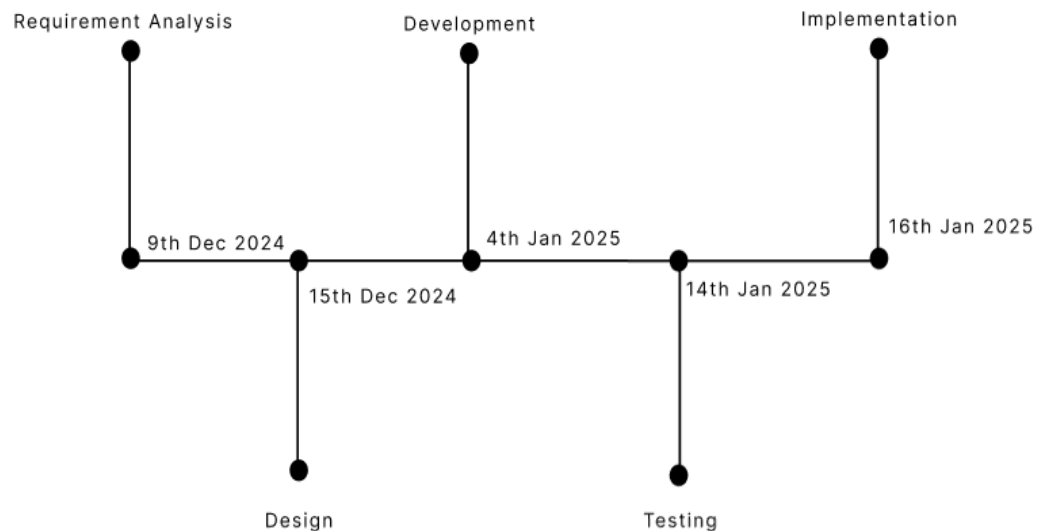 Requirement Analysis
Development
Implementation
9th Dec 2024
4th Jan 2025
16th Jan 2025
15th Dec 2024
14th Jan 2025
Design
Testing